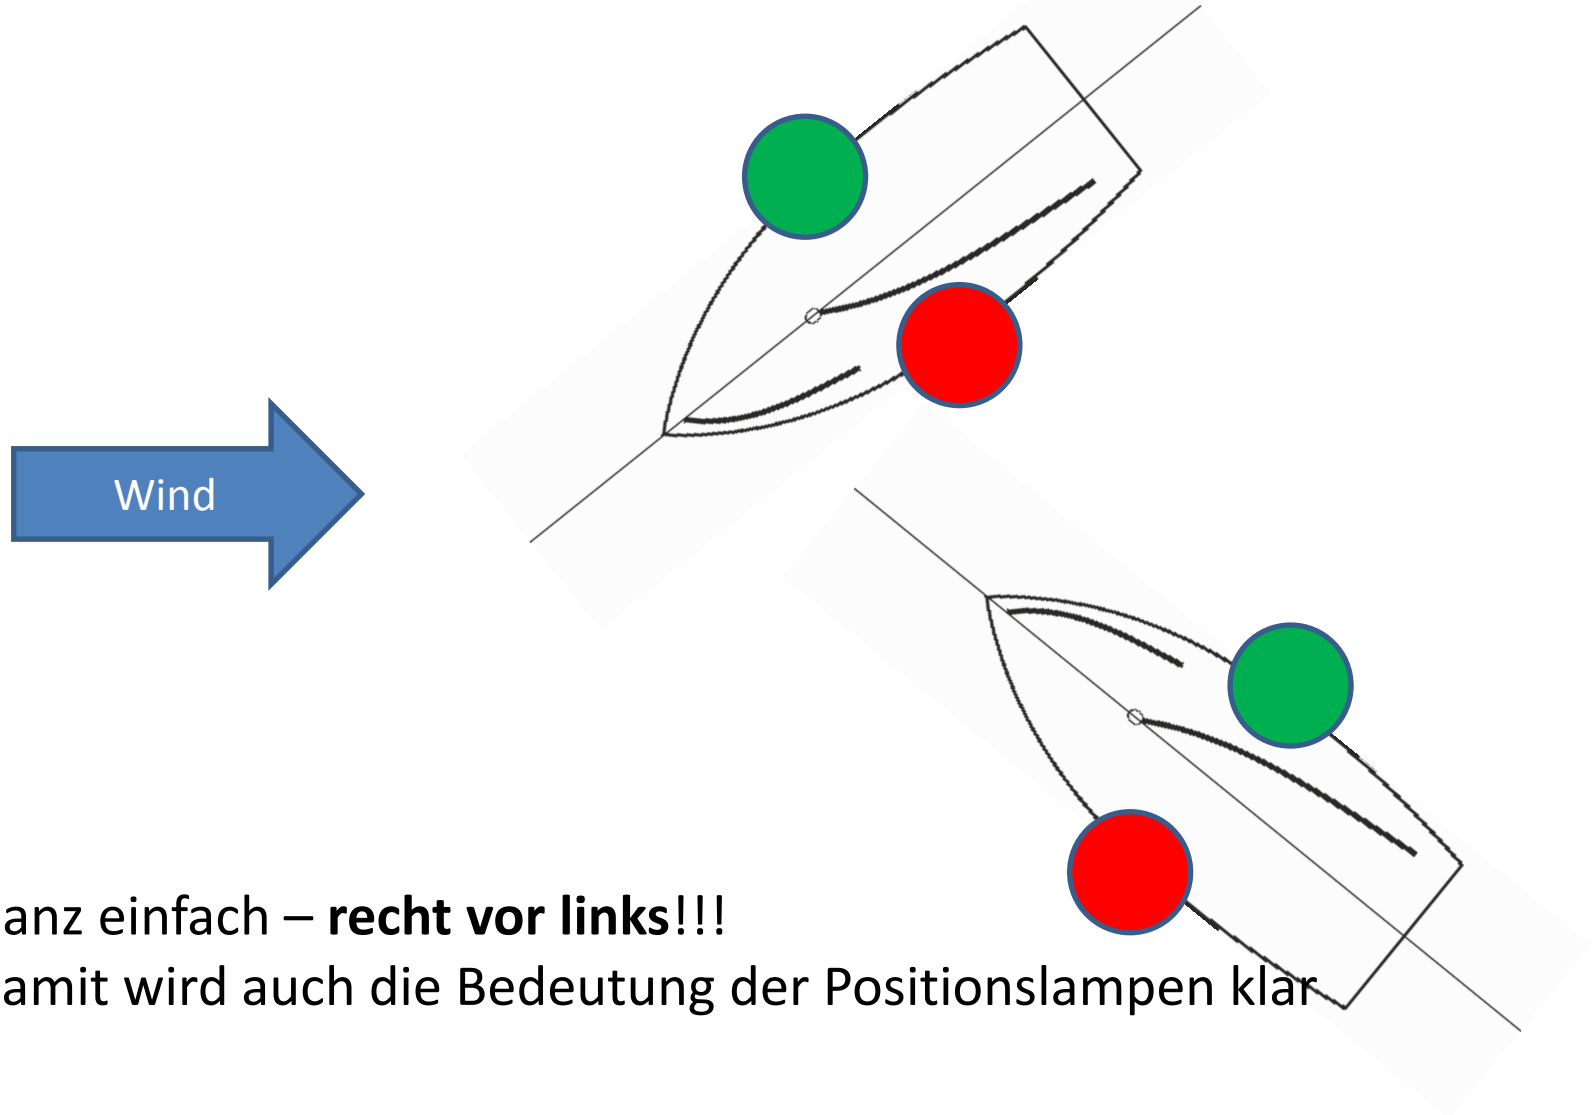 Wind
anz einfach – recht vor links!!!
amit wird auch die Bedeutung der Positionslampen klar